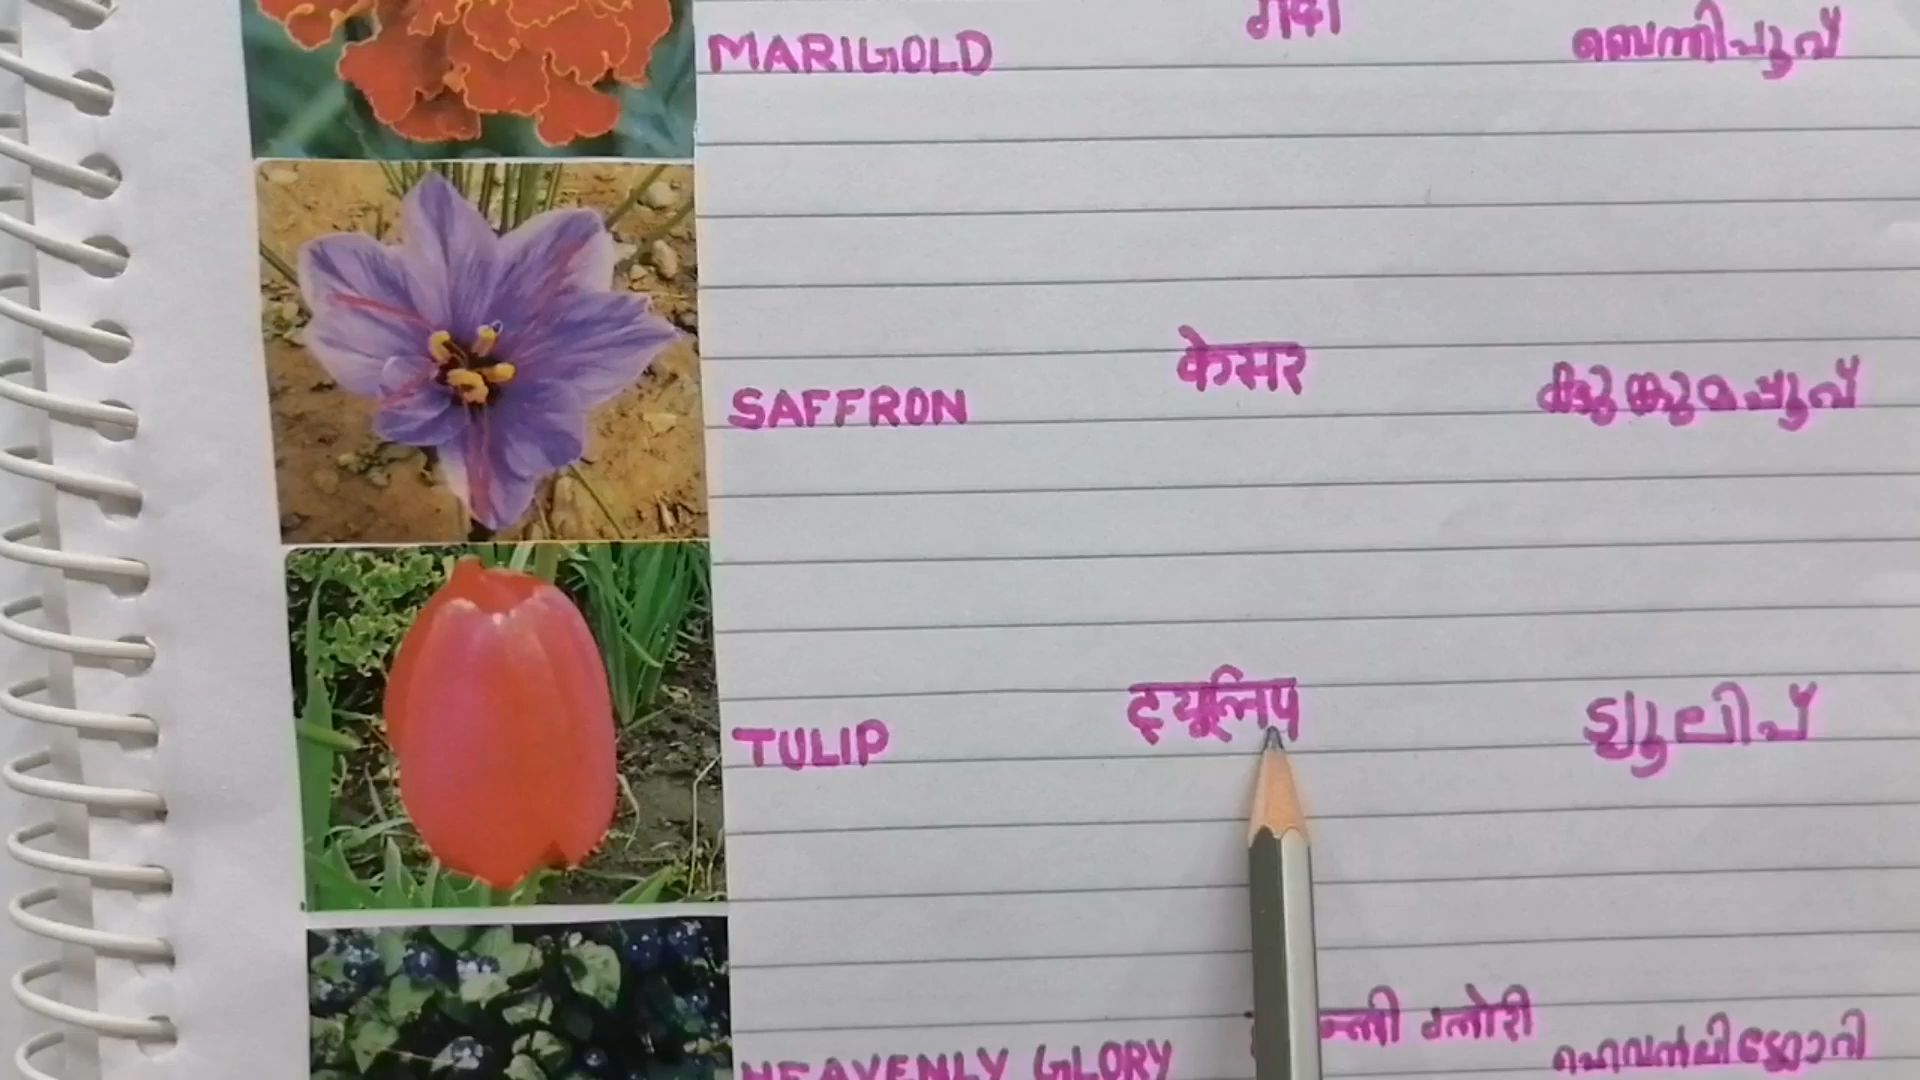 MARIGOLD गेंदा ബെന്തിപൂവ്
SAFFRON केसर കുങ്കുമപ്പൂവ്
TULIP ट्यूलिप ട്യൂലിപ്
HEAVENLY GLORY ग्लोरी